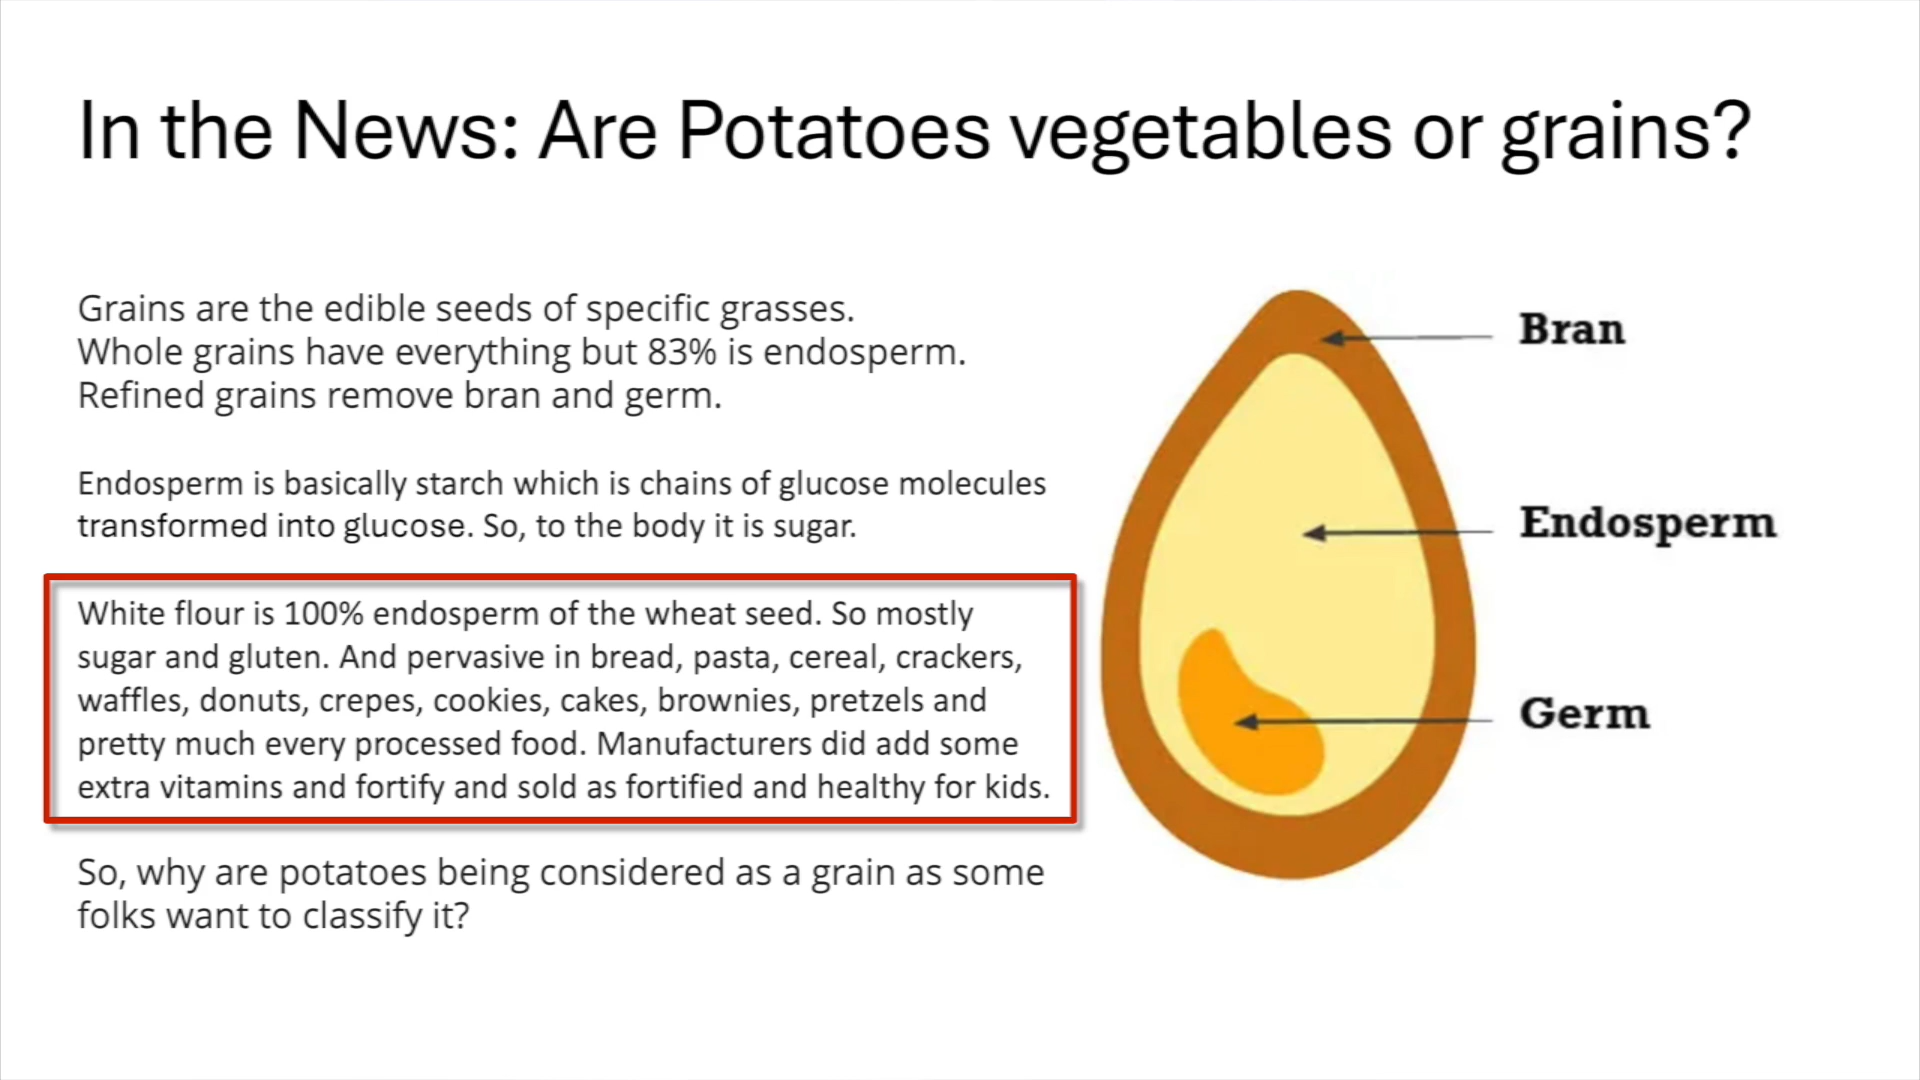 In the News: Are Potatoes vegetables or grains?
Grains are the edible seeds of specific grasses.
Whole grains have everything but 83% is endosperm.
Refined grains remove bran and germ.
Endosperm is basically starch which is chains of glucose molecules
transformed into glucose. So, to the body it is sugar.
White flour is 100% endosperm of the wheat seed. So mostly
sugar and gluten. And pervasive in bread, pasta, cereal, crackers,
waffles, donuts, crepes, cookies, cakes, brownies, pretzels and
pretty much every processed food. Manufacturers did add some
extra vitamins and fortify and sold as fortified and healthy for kids.
So, why are potatoes being considered as a grain as some
folks want to classify it?
Bran
Endosperm
Germ